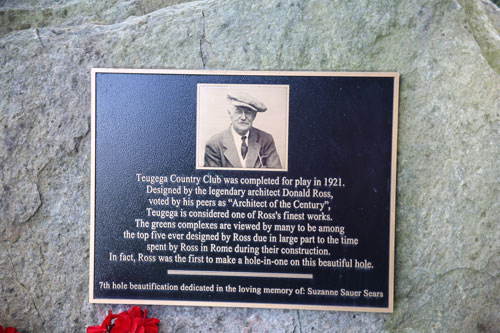 Teugega Country Club was completed for play in 1921.
Designed by the legendary architect Donald Ross,
voted by his peers as “Architect of the Century”,
Teugega is considered one of Ross's finest works.
The greens complexes are viewed by many to be among
the top five ever designed by Ross due in large part to the time
spent by Ross in Rome during their construction.
In fact, Ross was the first to make a hole-in-one on this beautiful hole.
7th hole beautification dedicated in the loving memory of: Suzanne Sauer Sears